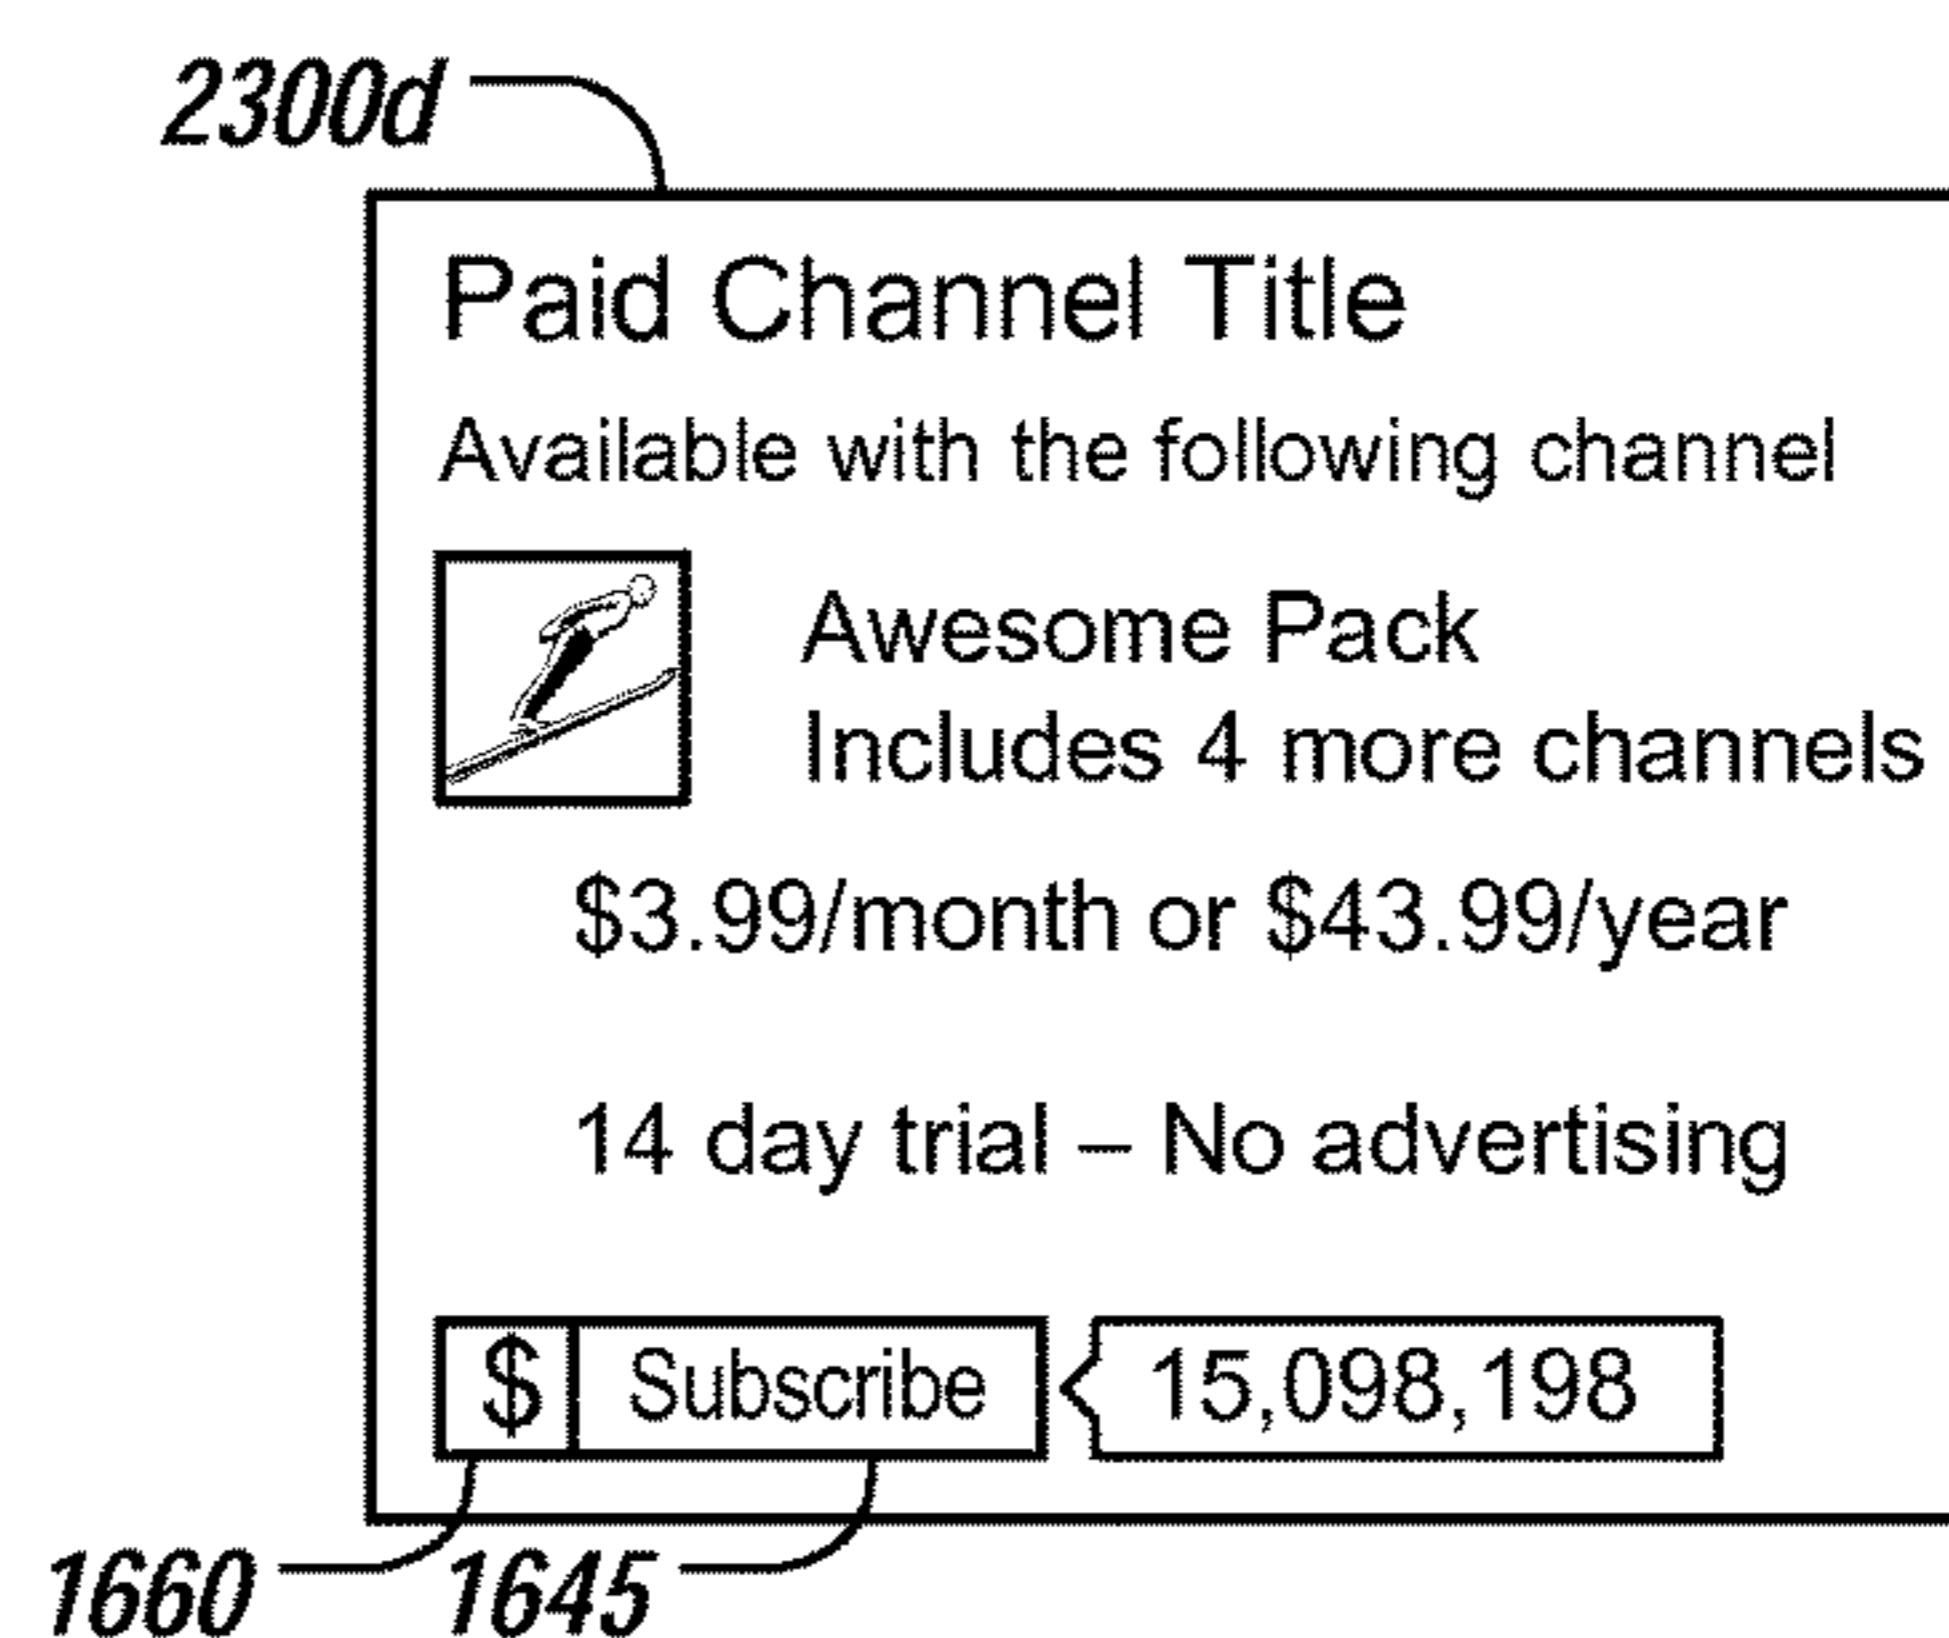 2300d
Paid Channel Title
Available with the following channel
Awesome Pack
Includes 4 more channels
$3.99/month or $43.99/year
14 day trial – No advertising
$ Subscribe 15,098,198
1660 1645